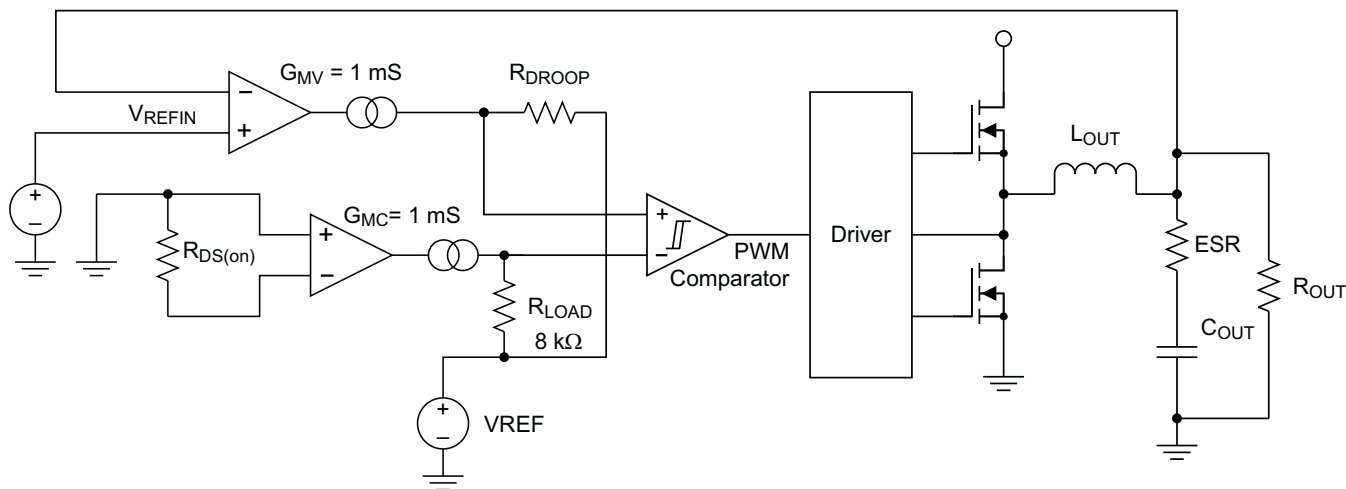 G_MV = 1 mS
R_DROOP
V_REFIN
−
+
+
−
G_MC= 1 mS
R_DS(on)
+
−
+
−
R_LOAD
8 kΩ
PWM
Comparator
Driver
L_OUT
ESR
C_OUT
R_OUT
+
−
VREF